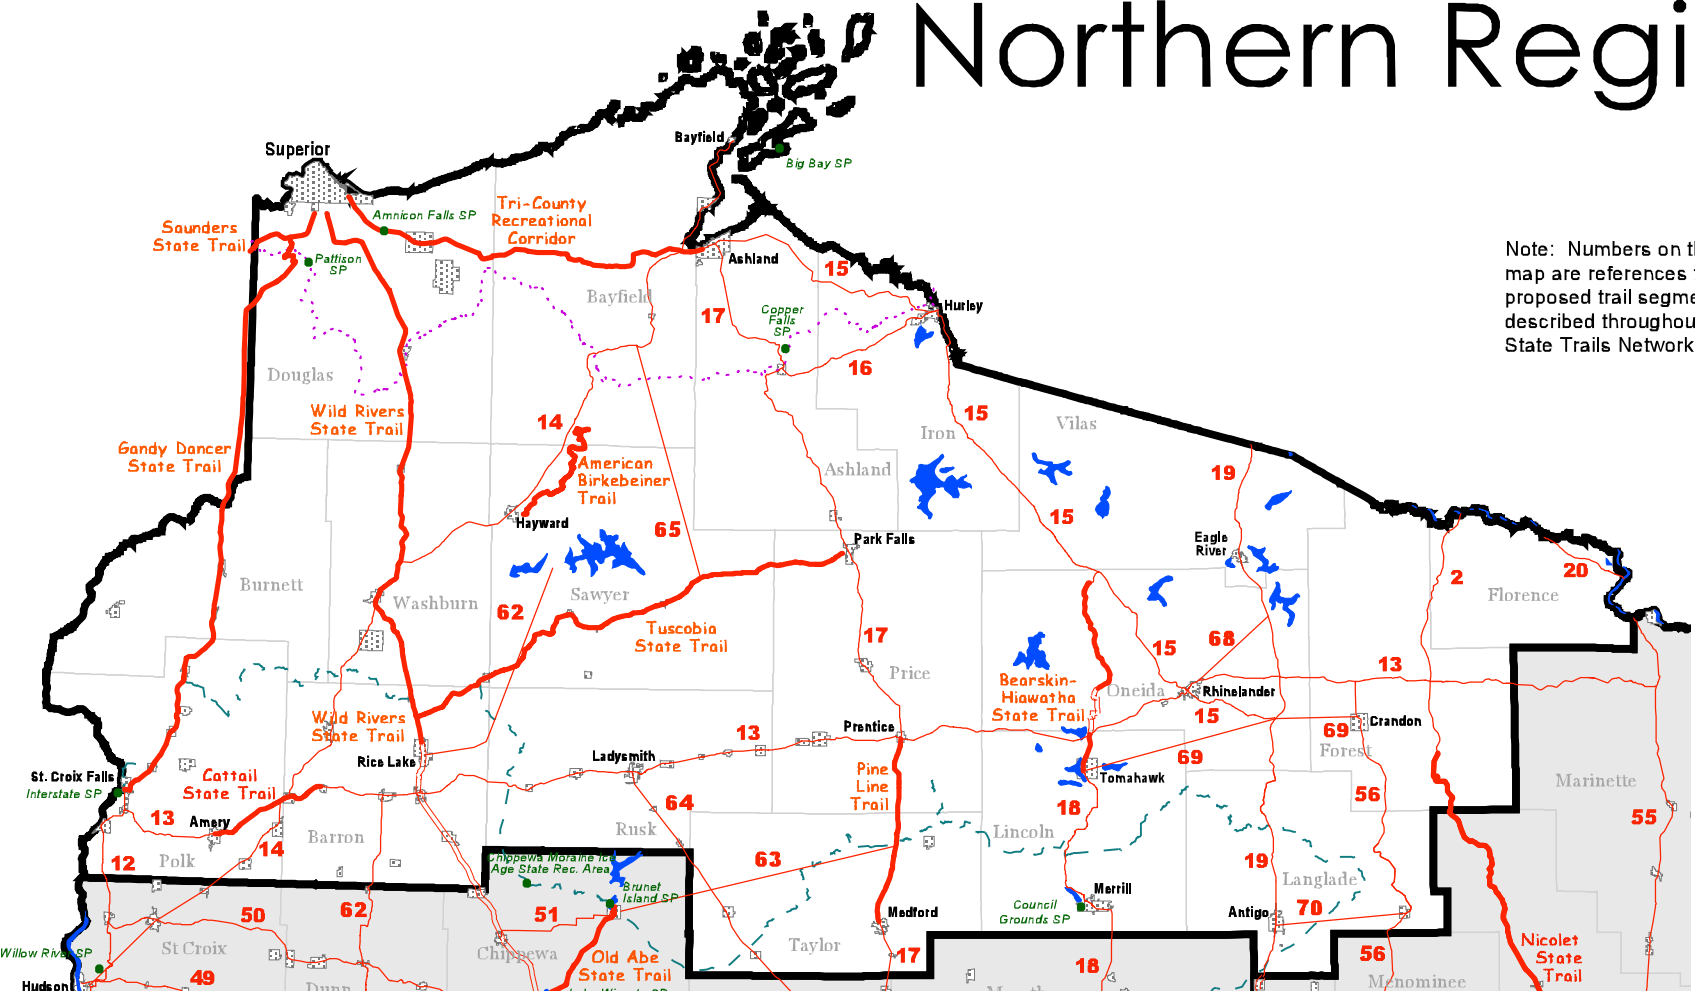 Northern Regi
Superior
Bayfield
Big Bay SP
Saunders
State Trail
Amnicon Falls SP
Tri-County
Recreational
Corridor
Pattison
SP
Ashland
15
Note: Numbers on th
map are references t
proposed trail segme
described throughou
State Trails Network
Bayfield
17
Copper
Falls
SP
Hurley
16
Douglas
Wild Rivers
State Trail
14
15
Iron
Vilas
Gandy Dancer
State Trail
American
Birkebeiner
Trail
Ashland
19
Hayward
65
15
Park Falls
Eagle
River
Burnett
Washburn
Sawyer
62
2
20
Florence
Tuscobia
State Trail
17
15
68
13
Price
Bearskin-
Hiawatha
State Trail
Oneida
Rhinelander
15
Wild Rivers
State Trail
Rice Lake
13
Prentice
69
Crandon
Forest
Ladysmith
69
St. Croix Falls
Interstate SP
Cattail
State Trail
Pine
Line
Trail
Tomahawk
Marinette
13
Amery
64
18
56
55
Barron
Rusk
Lincoln
12
Polk
14
Chippewa Moraine Ice
Age State Rec. Area
63
19
Langlade
Brunet
Island SP
Merrill
50
62
51
Medford
Council
Grounds SP
Antigo
70
Willow River SP
St Croix
Chippewa
Old Abe
State Trail
Taylor
17
18
56
Nicolet
State
Trail
49
Hudson
Dunn
Menominee